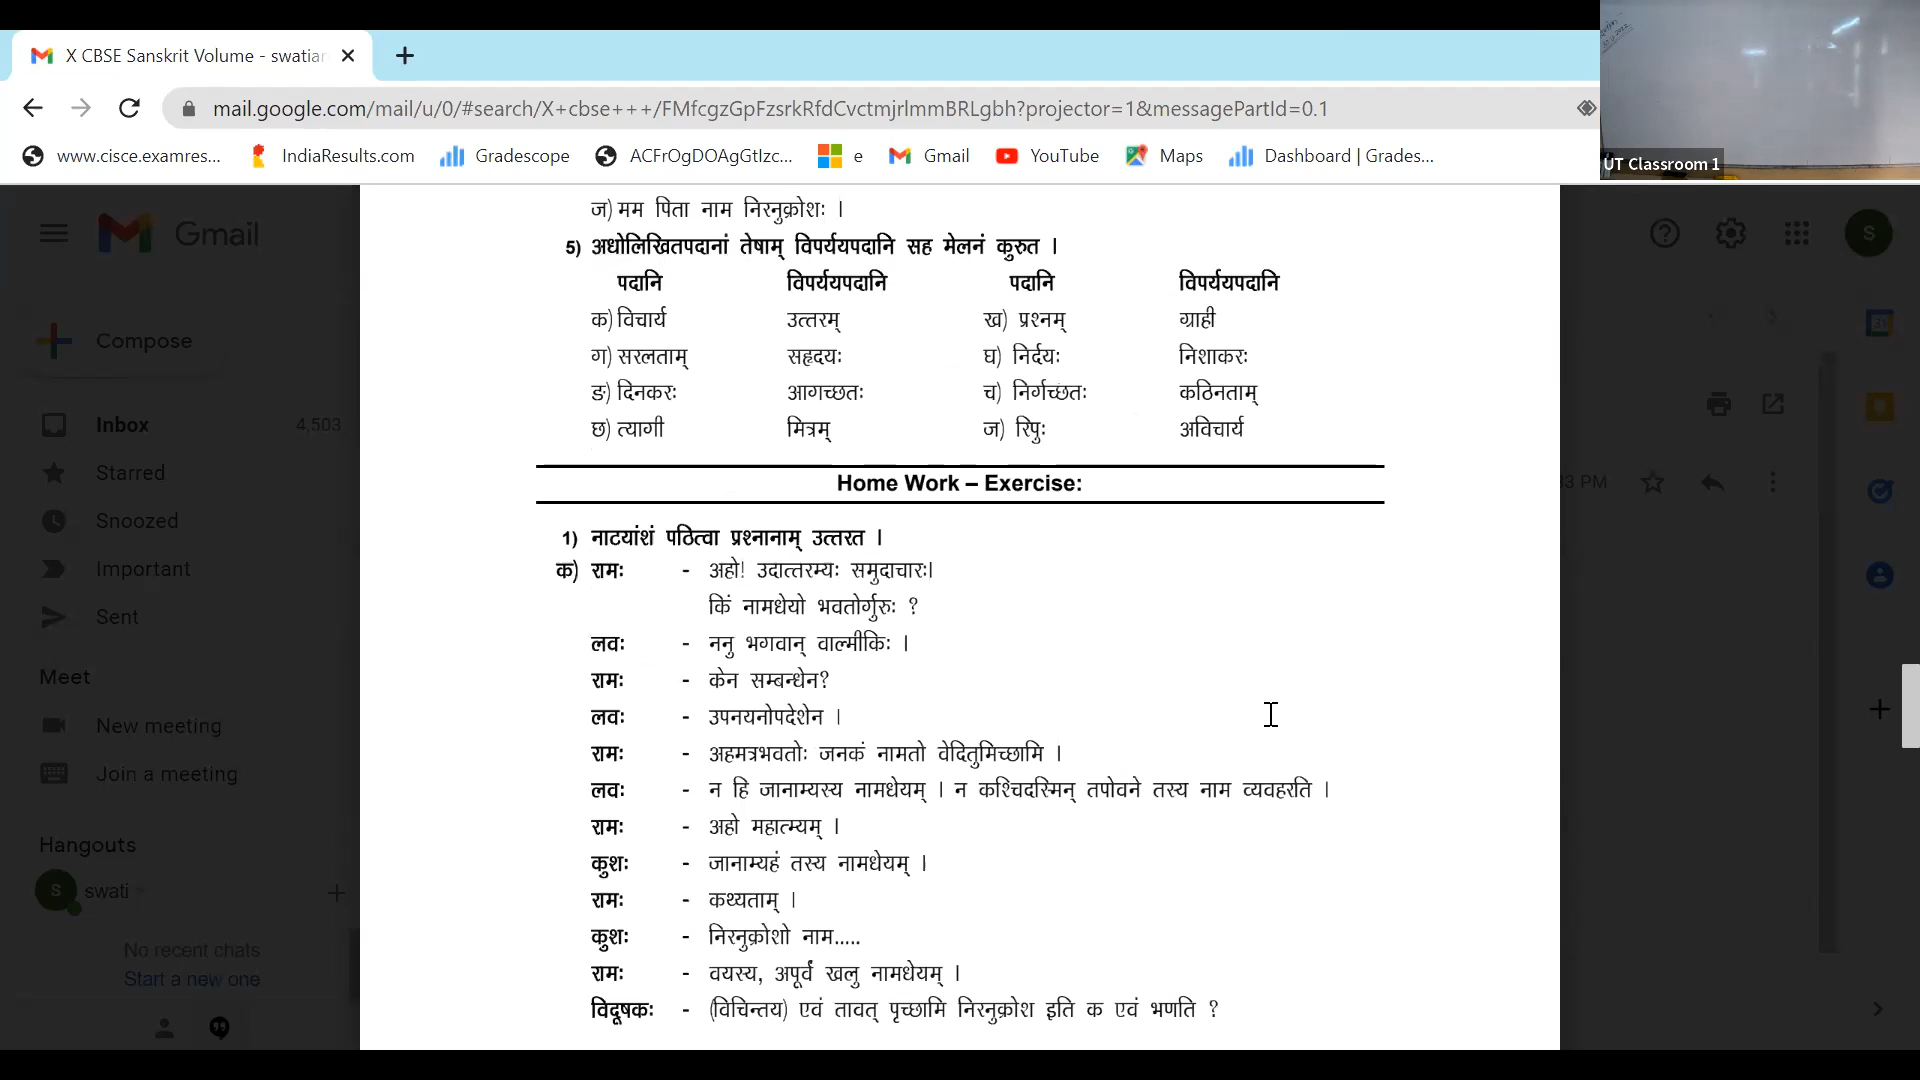 X CBSE Sanskrit Volume - swatiar
mail.google.com/mail/u/0/#search/X+cbse+++/FMfcgzGpFzsrkRfdCvctmjrlmmBRLgbh?projector=1&messagePartId=0.1
www.cisce.examres... IndiaResults.com Gradescope ACFrOgDOAgGtIzc... e Gmail YouTube Maps Dashboard | Grades...
UT Classroom 1
Gmail
S
Compose
Inbox 4,503
Starred
Snoozed
Important
Sent
Meet
New meeting
Join a meeting
Hangouts
S swati
No recent chats
Start a new one
3 PM
ज) मम पिता नाम निरनुक्रोशः ।
5) अधोलिखितपदानां तेषाम् विपर्ययपदानि सह मेलनं कुरुत ।
पदानि विपर्ययपदानि पदानि विपर्ययपदानि
क) विचार्य उत्तरम् ख) प्रश्नम् ग्राही
ग) सरलताम् सहृदयः घ) निर्दयः निशाकरः
ङ) दिनकरः आगच्छतः च) निर्गच्छतः कठिनताम्
छ) त्यागी मित्रम् ज) रिपुः अविचार्य
Home Work – Exercise:
1) नाटयांशं पठित्वा प्रश्नानाम् उत्तरत ।
क) रामः - अहो! उदात्तरम्यः समुदाचारः।
किं नामधेयो भवतोर्गुरुः ?
लवः - ननु भगवान् वाल्मीकिः ।
रामः - केन सम्बन्धेन?
लवः - उपनयनोपदेशेन ।
रामः - अहमत्रभवतोः जनकं नामतो वेदितुमिच्छामि ।
लवः - न हि जानाम्यस्य नामधेयम् । न कश्चिदस्मिन् तपोवने तस्य नाम व्यवहरति ।
रामः - अहो महात्म्यम् ।
कुशः - जानाम्यहं तस्य नामधेयम् ।
रामः - कथ्यताम् ।
कुशः - निरनुक्रोशो नाम.....
रामः - वयस्य, अपूर्वं खलु नामधेयम् ।
विदूषकः - (विचिन्तय) एवं तावत् पृच्छामि निरनुक्रोश इति क एवं भणति ?